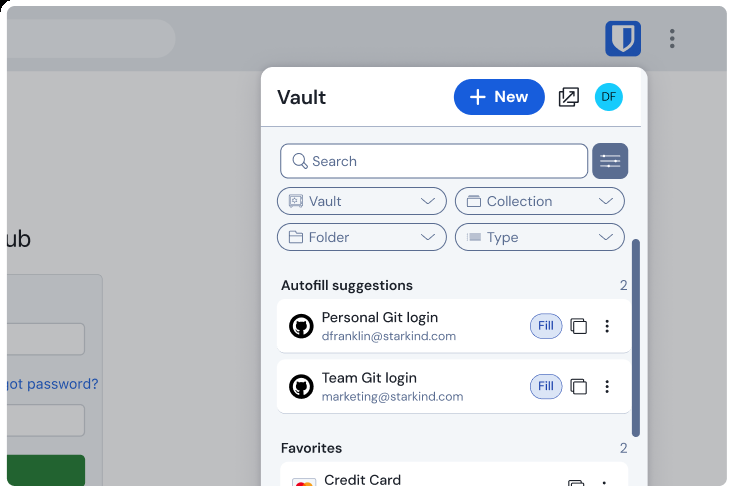 Vault
New
DF
Search
Vault
Collection
Folder
Type
ub
Autofill suggestions 2
Personal Git login
dfranklin@starkind.com
Fill
got password?
Team Git login
marketing@starkind.com
Fill
Favorites 2
Credit Card